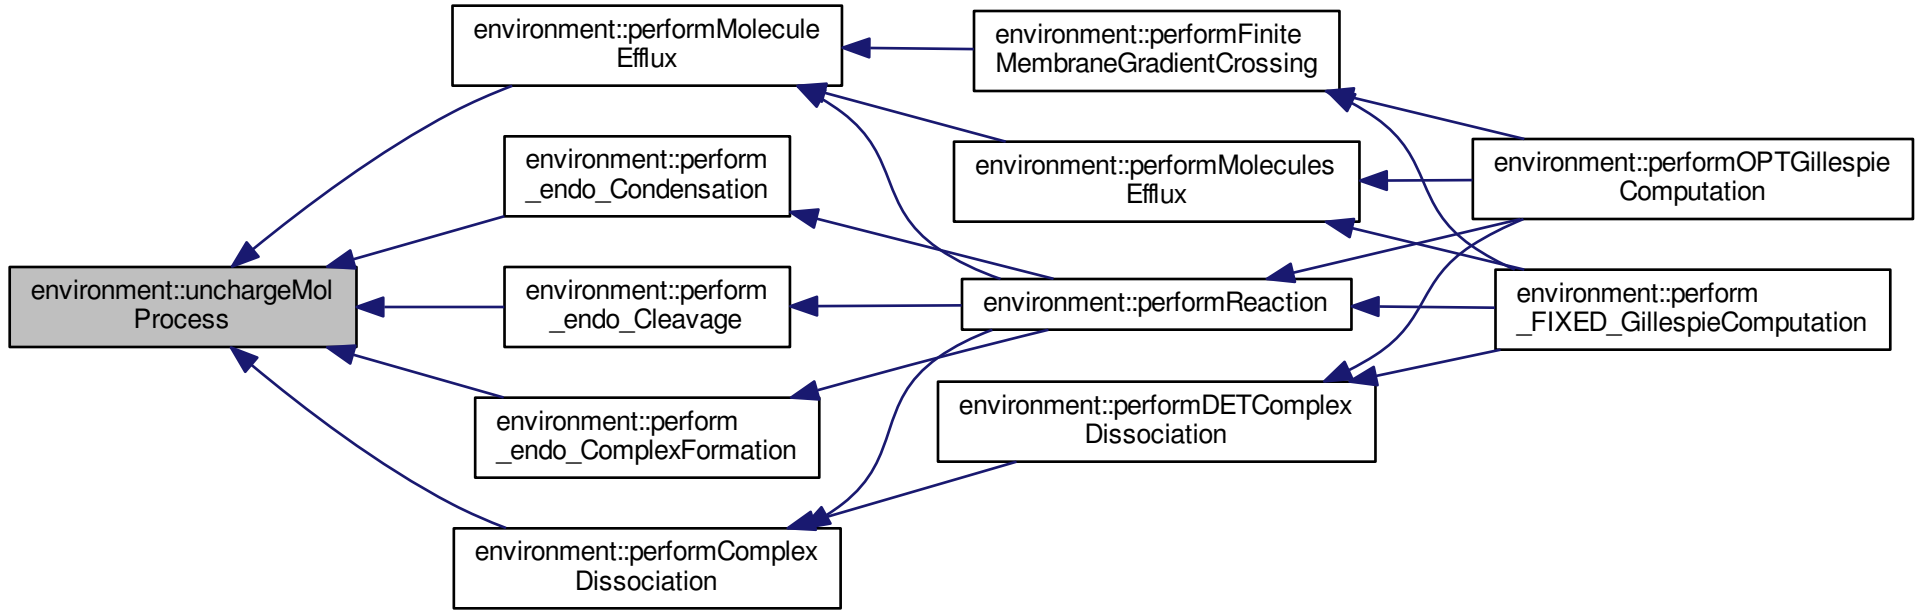 environment::performMolecule
Efflux
environment::performFinite
MembraneGradientCrossing
environment::perform
_endo_Condensation
environment::performMolecules
Efflux
environment::performOPTGillespie
Computation
environment::unchargeMol
Process
environment::perform
_endo_Cleavage
environment::performReaction
environment::perform
_FIXED_GillespieComputation
environment::perform
_endo_ComplexFormation
environment::performDETComplex
Dissociation
environment::performComplex
Dissociation